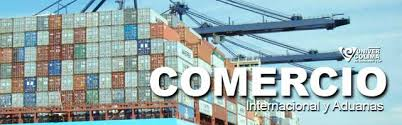 UNIVER
COLIMA
COMERCIO
Internacional y Aduanas